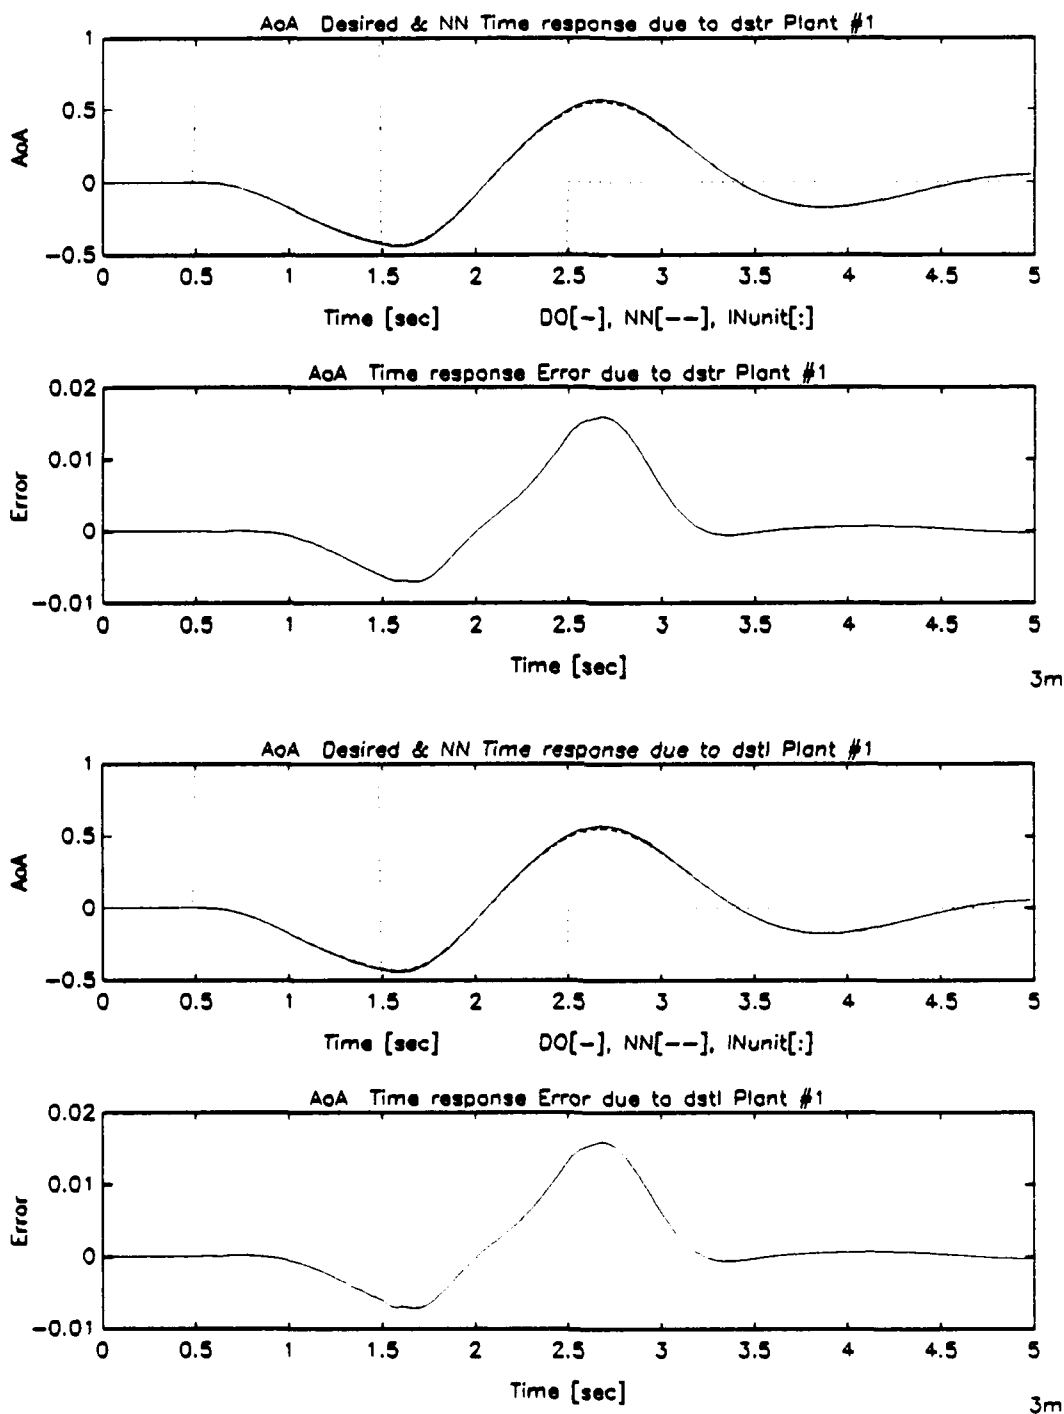 AoA Desired & NN Time response due to dstr Plant #1
1
0.5
0
-0.5
AoA
0 0.5 1 1.5 2 2.5 3 3.5 4 4.5 5
Time [sec] DO[-], NN[--], INunit[:]
AoA Time response Error due to dstr Plant #1
0.02
0.01
0
-0.01
Error
0 0.5 1 1.5 2 2.5 3 3.5 4 4.5 5
Time [sec]
3m
AoA Desired & NN Time response due to dstl Plant #1
1
0.5
0
-0.5
AoA
0 0.5 1 1.5 2 2.5 3 3.5 4 4.5 5
Time [sec] DO[-], NN[--], INunit[:]
AoA Time response Error due to dstl Plant #1
0.02
0.01
0
-0.01
Error
0 0.5 1 1.5 2 2.5 3 3.5 4 4.5 5
Time [sec]
3m